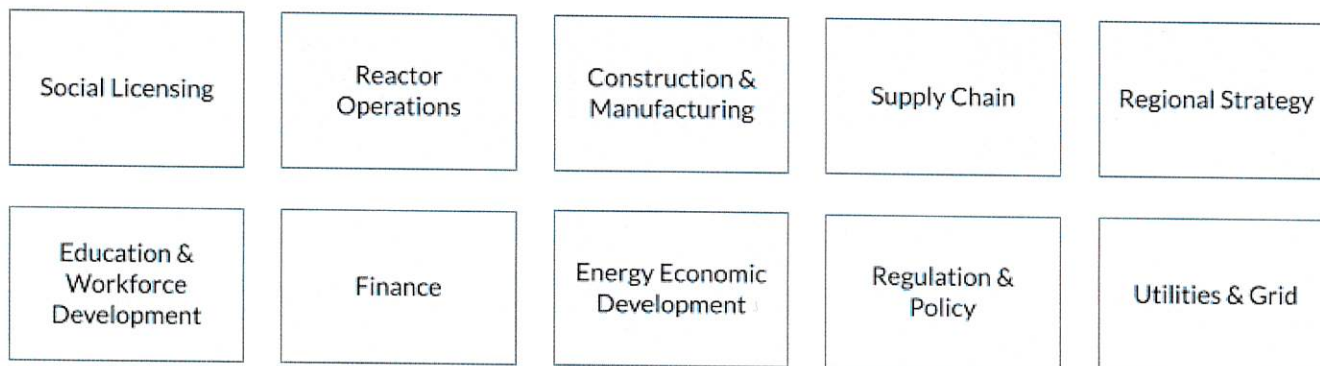 Social Licensing
Reactor
Operations
Construction &
Manufacturing
Supply Chain
Regional Strategy
Education &
Workforce
Development
Finance
Energy Economic
Development
Regulation &
Policy
Utilities & Grid